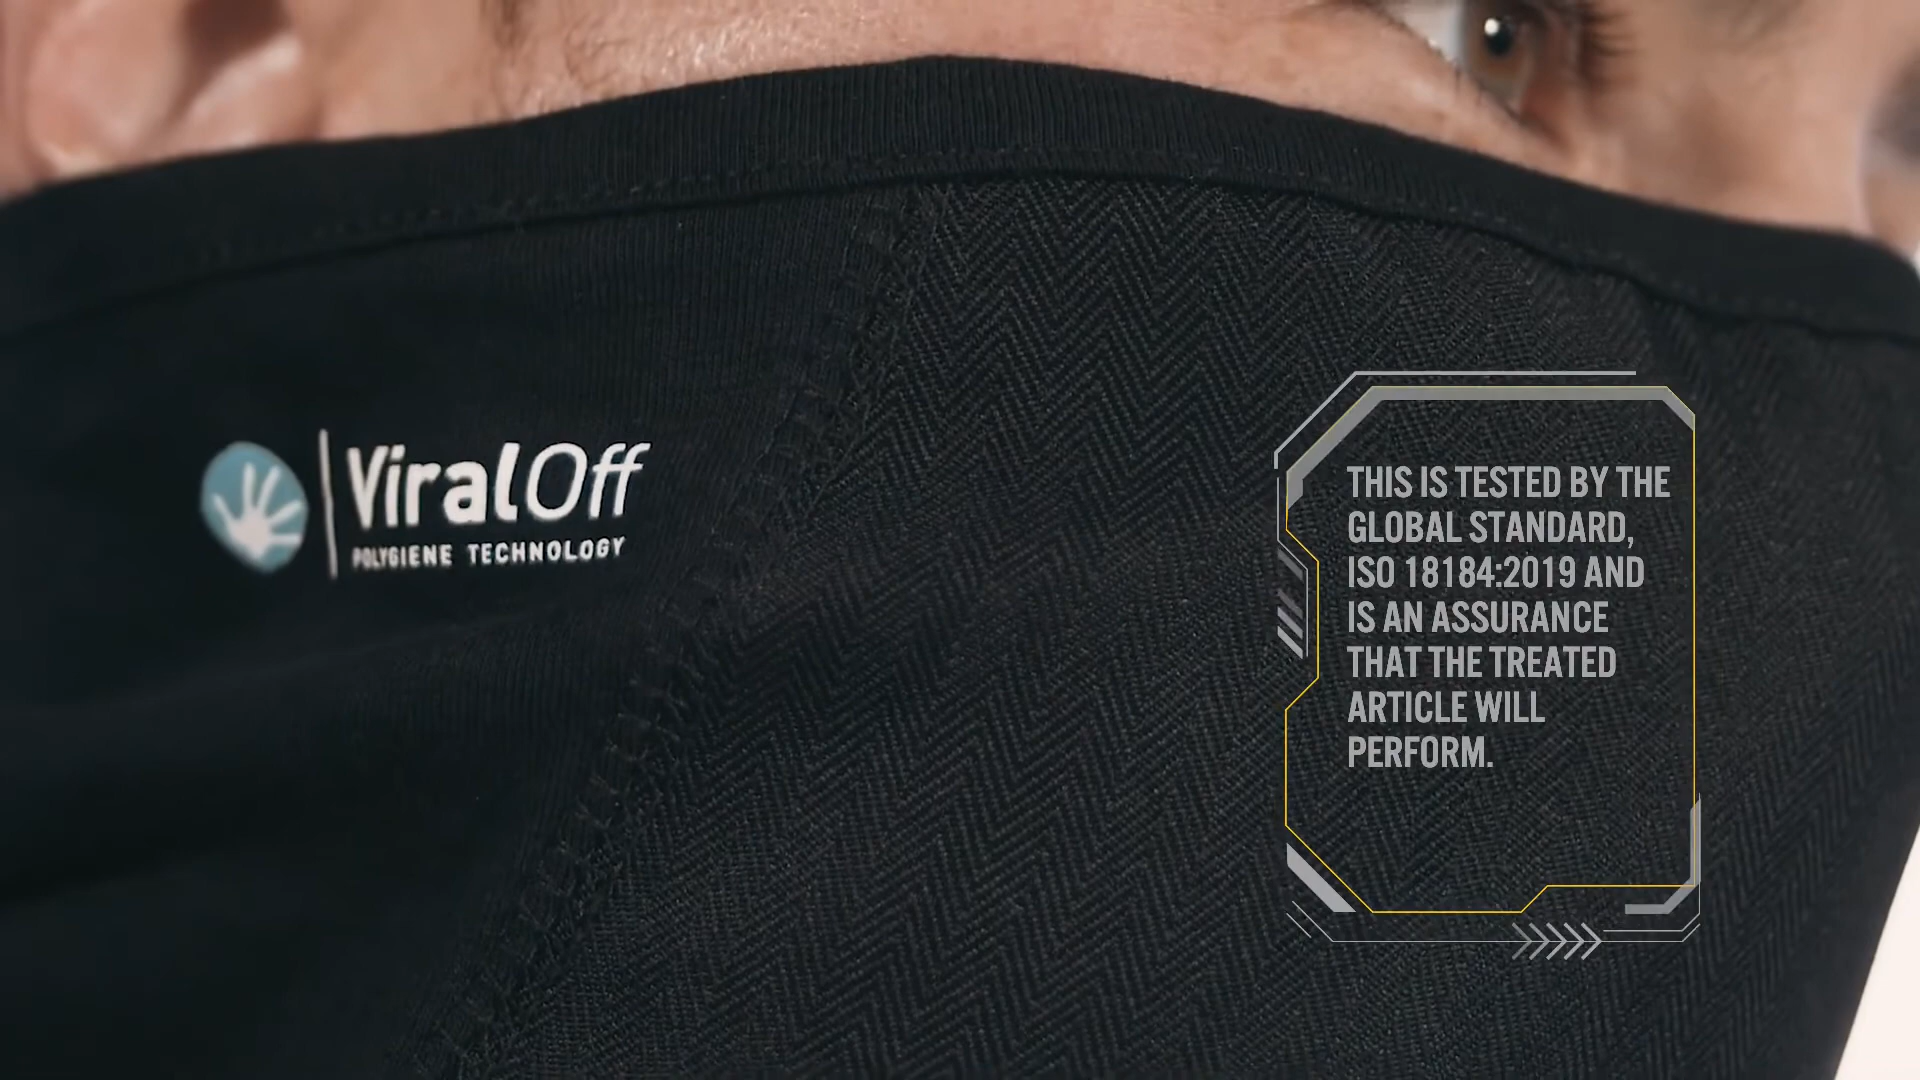 ViralOff
POLYGIENE TECHNOLOGY
THIS IS TESTED BY THE
GLOBAL STANDARD,
ISO 18184:2019 AND
IS AN ASSURANCE
THAT THE TREATED
ARTICLE WILL
PERFORM.